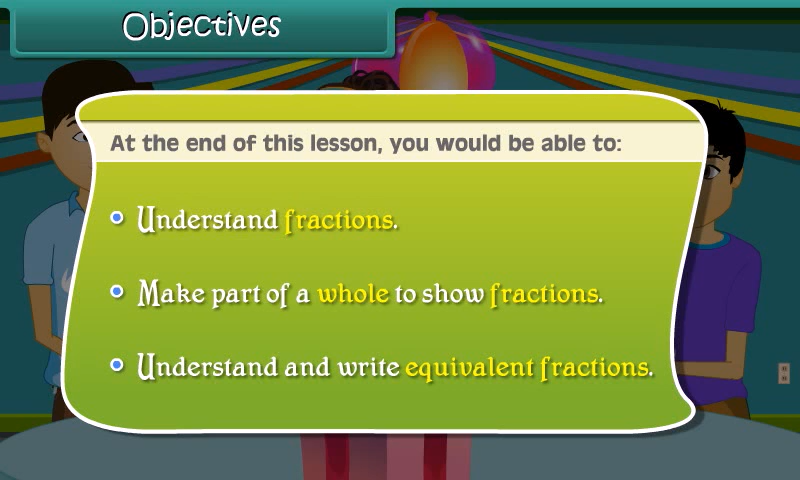 Objectives
At the end of this lesson, you would be able to:
Understand fractions.
Make part of a whole to show fractions.
Understand and write equivalent fractions.